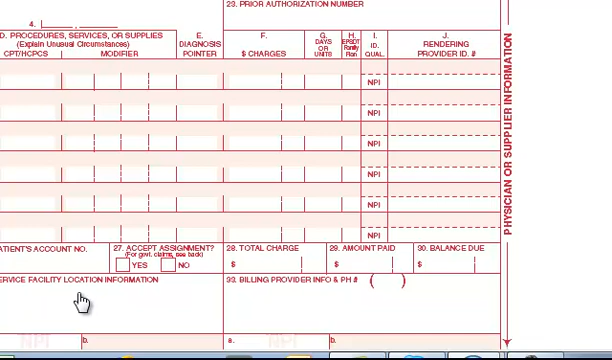 23. PRIOR AUTHORIZATION NUMBER
4.
D. PROCEDURES, SERVICES, OR SUPPLIES
(Explain Unusual Circumstances)
CPT/HCPCS | MODIFIER
E.
DIAGNOSIS
POINTER
F.
$ CHARGES
G.
DAYS
OR
UNITS
H.
EPSDT
Family
Plan
I.
ID.
QUAL.
J.
RENDERING
PROVIDER ID. #
NPI
NPI
NPI
NPI
NPI
NPI
PHYSICIAN OR SUPPLIER INFORMATION
ATIENT'S ACCOUNT NO.
27. ACCEPT ASSIGNMENT?
(For govt. claims, see back)
YES NO
28. TOTAL CHARGE
$
29. AMOUNT PAID
$
30. BALANCE DUE
$
ERVICE FACILITY LOCATION INFORMATION
33. BILLING PROVIDER INFO & PH # ( )
NPI
b.
a.
NPI
b.